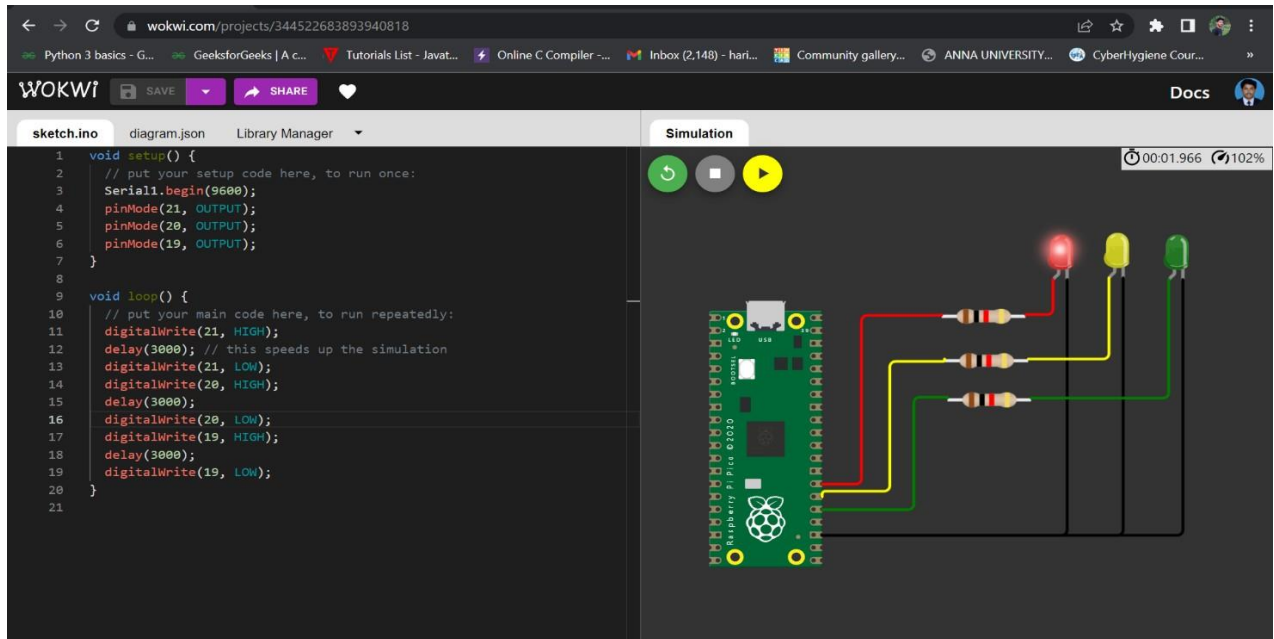 wokwi.com/projects/344522683893940818
Python 3 basics - G... GeeksforGeeks | A c... Tutorials List - Javat... Online C Compiler -... Inbox (2,148) - hari... Community gallery... ANNA UNIVERSITY... CyberHygiene Cour... »
WOKWI SAVE SHARE Docs
sketch.ino diagram.json Library Manager
Simulation
00:01.966 102%
1 void setup() {
2 // put your setup code here, to run once:
3 Serial1.begin(9600);
4 pinMode(21, OUTPUT);
5 pinMode(20, OUTPUT);
6 pinMode(19, OUTPUT);
7 }
8
9 void loop() {
10 // put your main code here, to run repeatedly:
11 digitalWrite(21, HIGH);
12 delay(3000); // this speeds up the simulation
13 digitalWrite(21, LOW);
14 digitalWrite(20, HIGH);
15 delay(3000);
16 digitalWrite(20, LOW);
17 digitalWrite(19, HIGH);
18 delay(3000);
19 digitalWrite(19, LOW);
20 }
21
LED USB
BOOTSEL
Raspberry Pi Pico ©2020